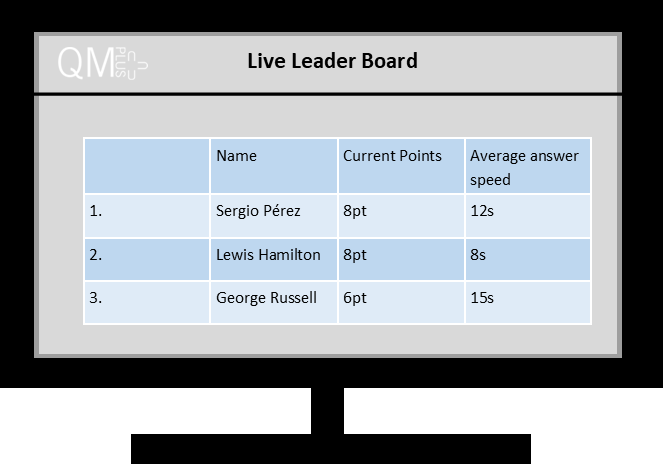 QM PLUS
Live Leader Board
Name Current Points Average answer
speed
1. Sergio Pérez 8pt 12s
2. Lewis Hamilton 8pt 8s
3. George Russell 6pt 15s